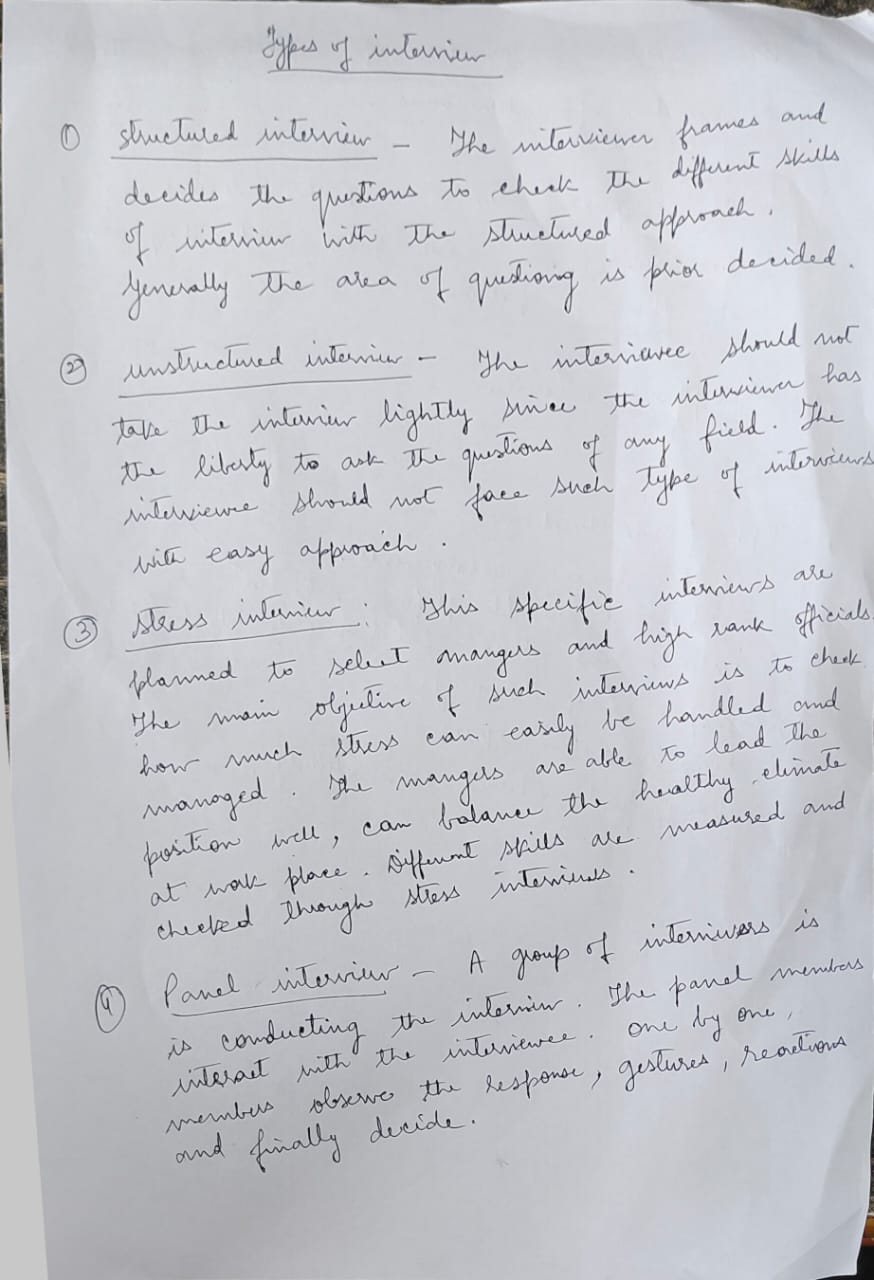 Types of interview
① structured interview – The interviewer frames and
decides the questions to check the different skills
of interview with the structured approach.
Generally the area of questioning is prior decided.
② unstructured interview – The interviewee should not
take the interview lightly since the interviewer has
the liberty to ask the questions of any field. The
interviewee should not face such type of interviews
with easy approach.
③ stress interview: This specific interviews are
planned to select mangers and high rank officials.
The main objective of such interviews is to check
how much stress can easily be handled and
managed. The mangers are able to lead the
position well, can balance the healthy climate
at work place. Different skills are measured and
checked through stress interviews.
④ Panel interview – A group of interviwers is
is conducting the interview. The panel members
interact with the interviewee. one by one,
members observe the response, gestures, reactions
and finally decide.